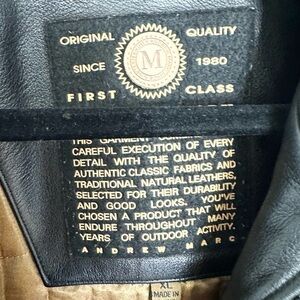 ORIGINAL QUALITY
M
SINCE 1980
FIRST CLASS
THIS GARMENT
CAREFUL EXECUTION OF EVERY
DETAIL WITH THE QUALITY OF
AUTHENTIC CLASSIC FABRICS AND
TRADITIONAL NATURAL LEATHERS,
SELECTED FOR THEIR DURABILITY
AND GOOD LOOKS. YOU'VE
CHOSEN A PRODUCT THAT WILL
ENDURE THROUGHOUT MANY
YEARS OF OUTDOOR ACTIVITY.
ANDREW MARC
XL
MADE IN